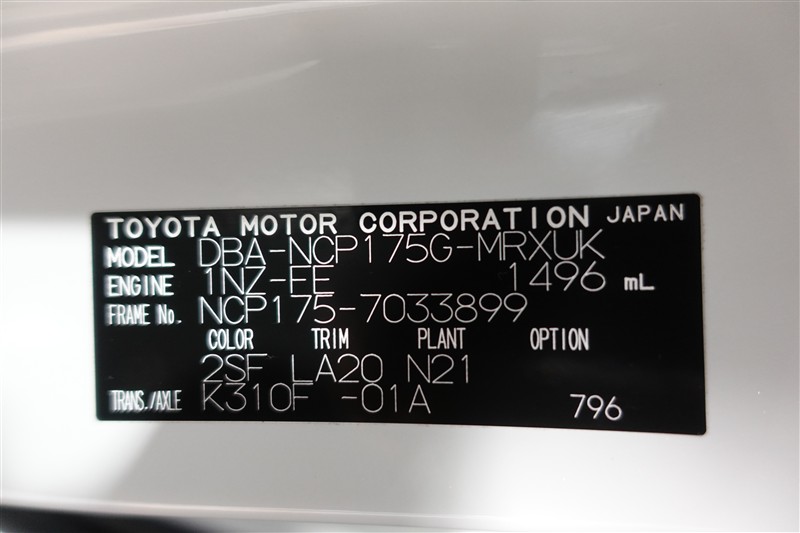 TOYOTA MOTOR CORPORATION JAPAN
MODEL DBA-NCP175G-MRXUK
ENGINE 1NZ-FE 1496 mL
FRAME No. NCP175-7033899
COLOR TRIM PLANT OPTION
2SF LA20 N21
TRANS./AXLE K310F -01A 796